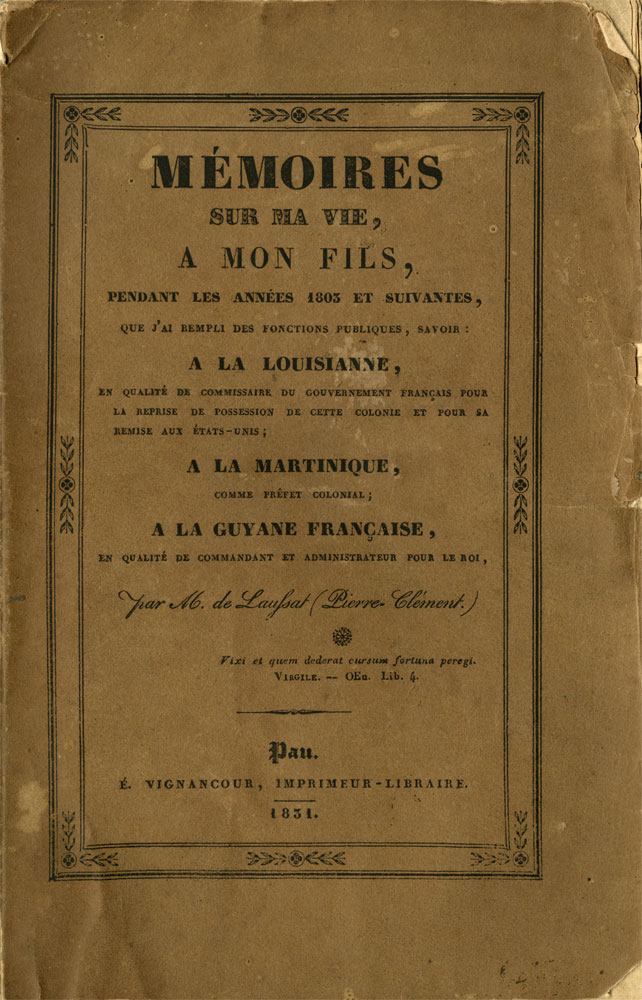 MÉMOIRES
SUR MA VIE,
A MON FILS,
PENDANT LES ANNÉES 1803 ET SUIVANTES,
QUE J'AI REMPLI DES FONCTIONS PUBLIQUES, SAVOIR:
A LA LOUISIANNE,
EN QUALITÉ DE COMMISSAIRE DU GOUVERNEMENT FRANÇAIS POUR
LA REPRISE DE POSSESSION DE CETTE COLONIE ET POUR SA
REMISE AUX ÉTATS-UNIS;
A LA MARTINIQUE,
COMME PRÉFET COLONIAL;
A LA GUYANE FRANÇAISE,
EN QUALITÉ DE COMMANDANT ET ADMINISTRATEUR POUR LE ROI,
par M. de Laussat (Pierre-Clément.)
Vixi et quem dederat cursum fortuna peregi.
VIRGILE. — OEn. Lib. 4.
Pau.
É. VIGNANCOUR, IMPRIMEUR-LIBRAIRE.
1831.